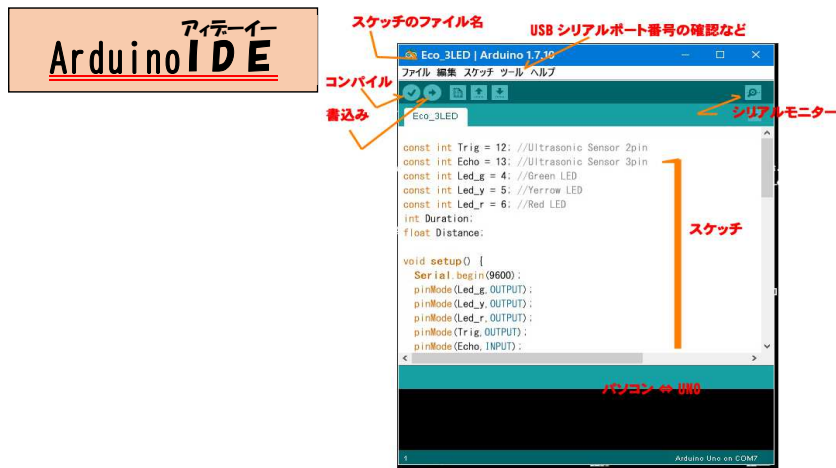 アィデーイー
ArduinoIDE
スケッチのファイル名
USB シリアルポート番号の確認など
Eco_3LED | Arduino 1.7.10
ファイル 編集 スケッチ ツール ヘルプ
コンパイル
書込み
シリアルモニター
Eco_3LED
const int Trig = 12; //Ultrasonic Sensor 2pin
const int Echo = 13; //Ultrasonic Sensor 3pin
const int Led_g = 4; //Green LED
const int Led_y = 5; //Yerrow LED
const int Led_r = 6; //Red LED
int Duration;
float Distance;
スケッチ
void setup() {
Serial.begin(9600);
pinMode(Led_g,OUTPUT);
pinMode(Led_y,OUTPUT);
pinMode(Led_r,OUTPUT);
pinMode(Trig,OUTPUT);
pinMode(Echo,INPUT);
パソコン ⇔ UNO
1
Arduino Uno on COM7